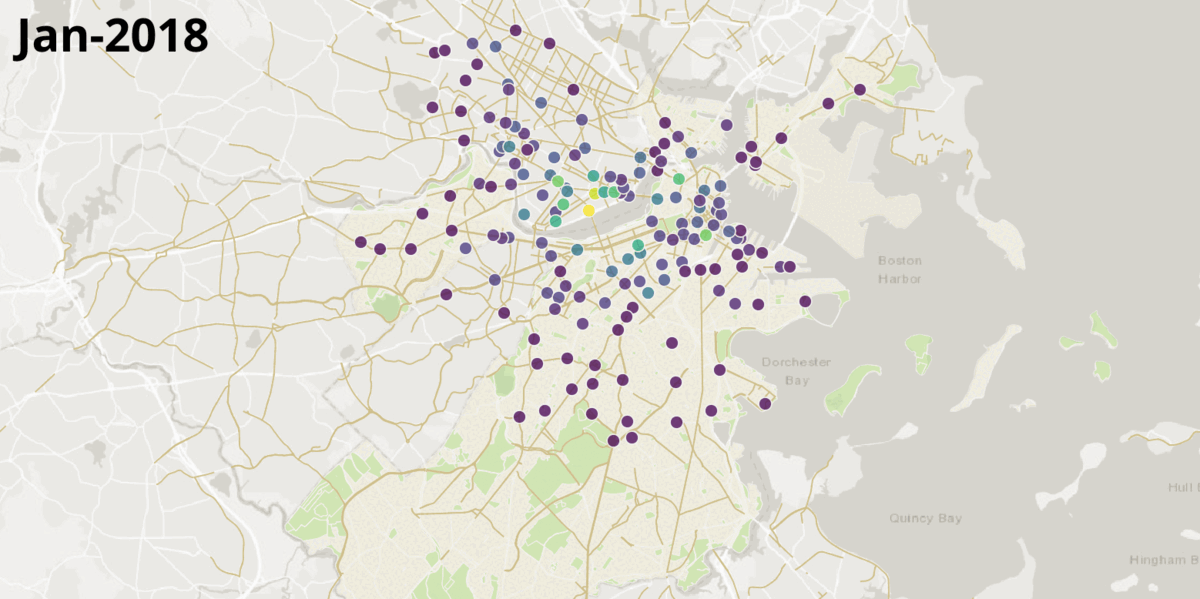 Jan-2018
Boston
Harbor
Dorchester
Bay
Hull
Quincy Bay
Hingham B